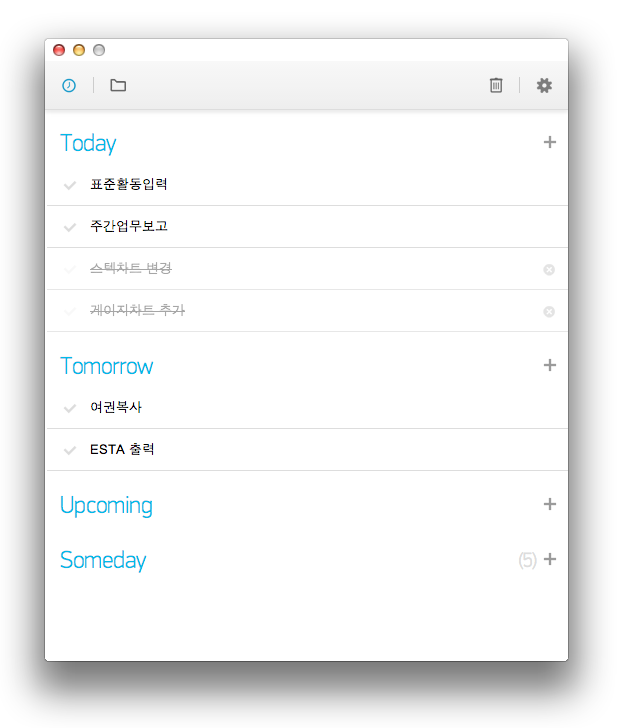 Today
표준활동입력
주간업무보고
스텍차트 변경
게이지차트 추가
Tomorrow
여권복사
ESTA 출력
Upcoming
Someday (5)